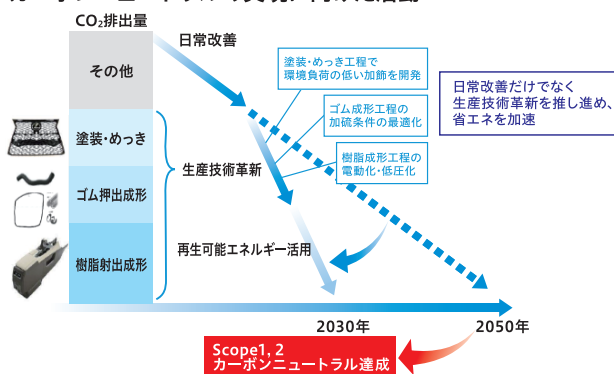 CO₂排出量
日常改善
その他
塗装・めっき工程で
環境負荷の低い加飾を開発
日常改善だけでなく
生産技術革新を推し進め、
省エネを加速
ゴム成形工程の
加硫条件の最適化
塗装・めっき
樹脂成形工程の
電動化・低圧化
生産技術革新
ゴム押出成形
再生可能エネルギー活用
樹脂射出成形
2030年
2050年
Scope1, 2
カーボンニュートラル達成